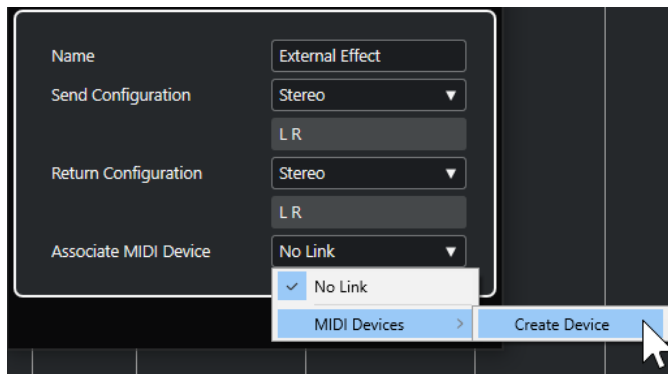 Name External Effect
Send Configuration Stereo
L R
Return Configuration Stereo
L R
Associate MIDI Device No Link
No Link
MIDI Devices Create Device